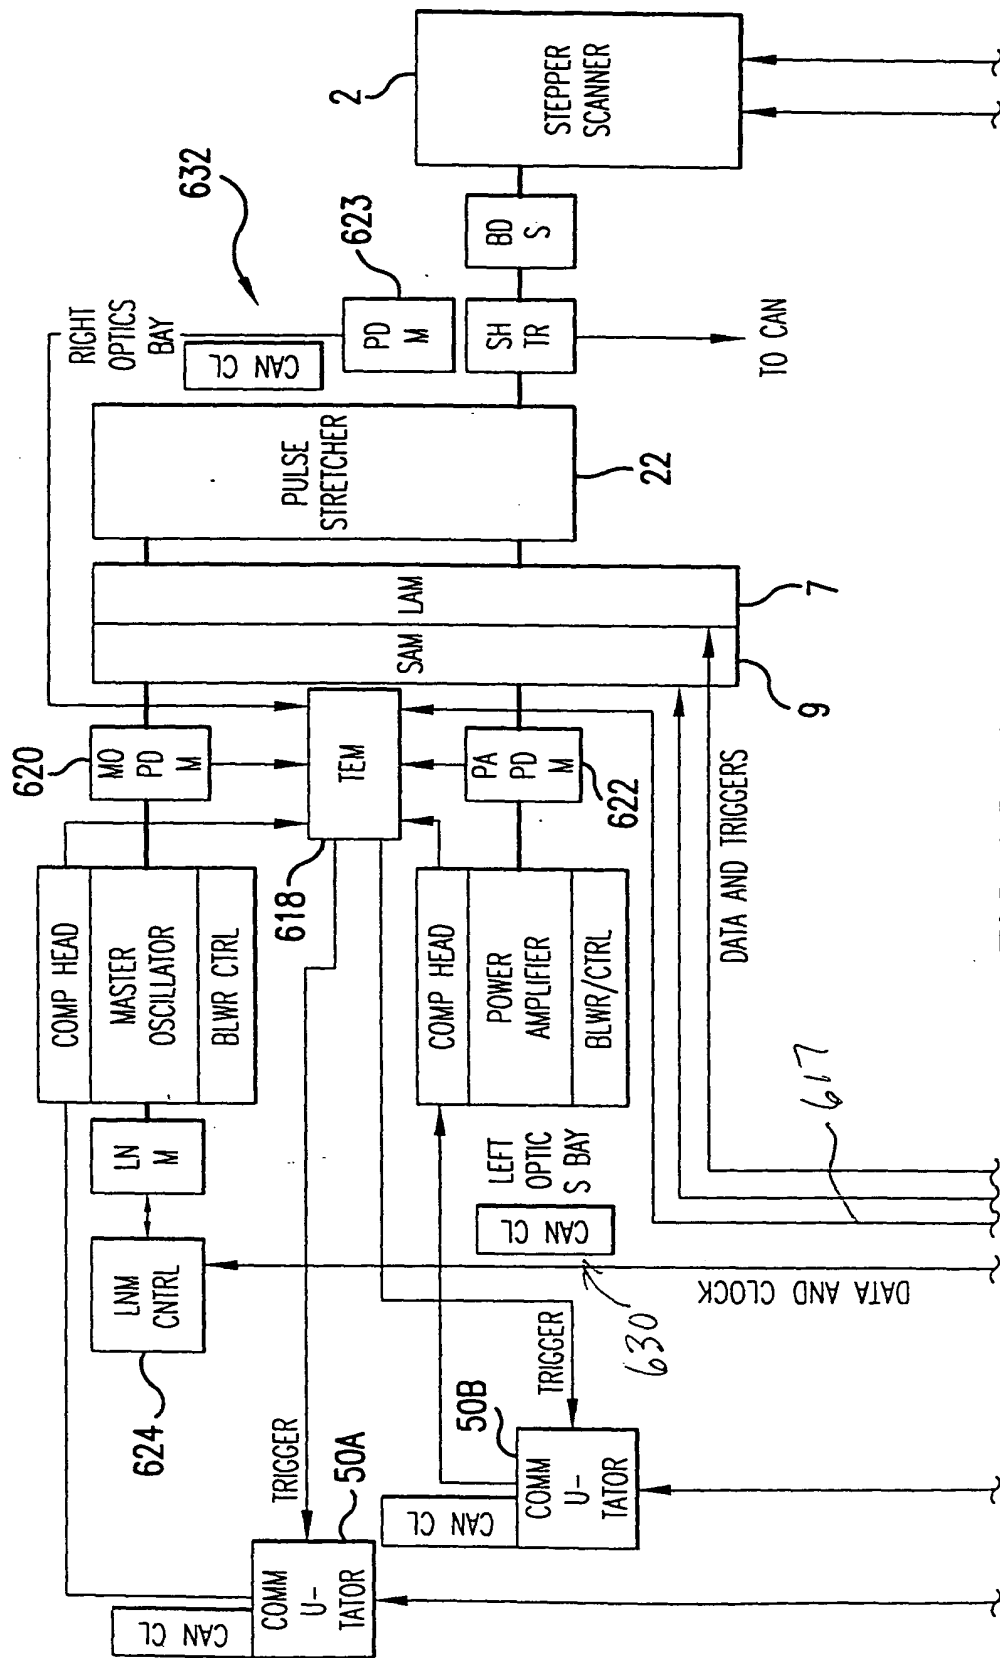 COMM
U-
TATOR
CAN CL
50A
TRIGGER
624
LNM
CNTRL
LN
M
COMP HEAD
MASTER
OSCILLATOR
BLWR CTRL
620
MO
PD
M
618
TEM
SAM
LAM
9
7
PULSE
STRETCHER
22
RIGHT
OPTICS
BAY
CAN CL
632
PD
M
623
SH
TR
TO CAN
BD
S
2
STEPPER
SCANNER
COMM
U-
TATOR
CAN CL
50B
TRIGGER
630
CAN CL
LEFT
OPTIC
S BAY
COMP HEAD
POWER
AMPLIFIER
BLWR/CTRL
PA
PD
M
622
DATA AND CLOCK
617
DATA AND TRIGGERS